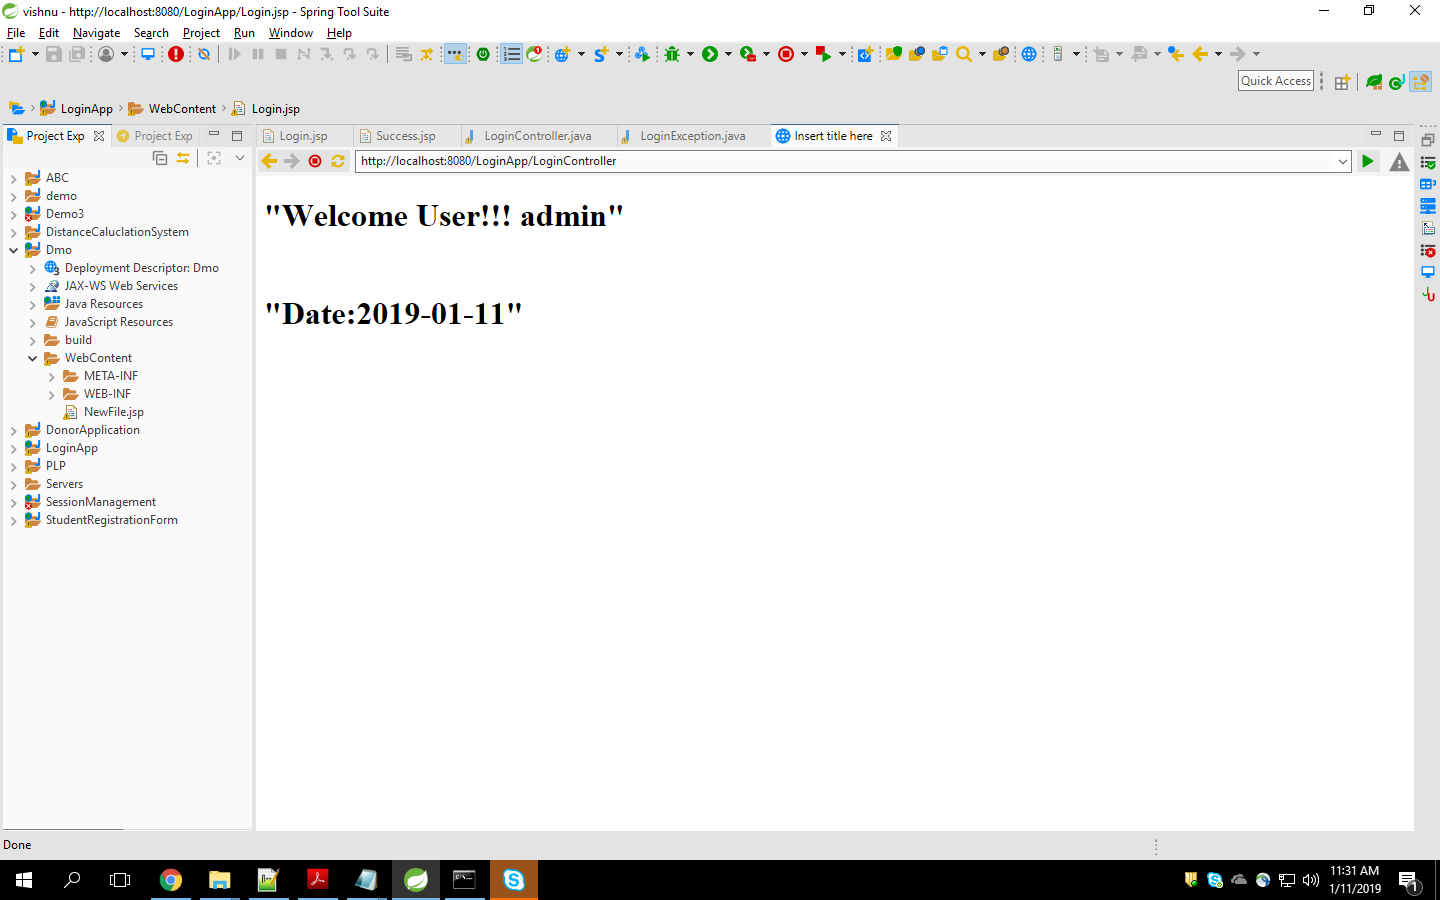 vishnu - http://localhost:8080/LoginApp/Login.jsp - Spring Tool Suite
File Edit Navigate Search Project Run Window Help
Quick Access
LoginApp WebContent Login.jsp
Project Exp Project Exp Login.jsp Success.jsp LoginController.java LoginException.java Insert title here
http://localhost:8080/LoginApp/LoginController
ABC
demo
Demo3
DistanceCaluclationSystem
Dmo
Deployment Descriptor: Dmo
JAX-WS Web Services
Java Resources
JavaScript Resources
build
WebContent
META-INF
WEB-INF
NewFile.jsp
DonorApplication
LoginApp
PLP
Servers
SessionManagement
StudentRegistrationForm
"Welcome User!!! admin"
"Date:2019-01-11"
Done
11:31 AM
1/11/2019
1